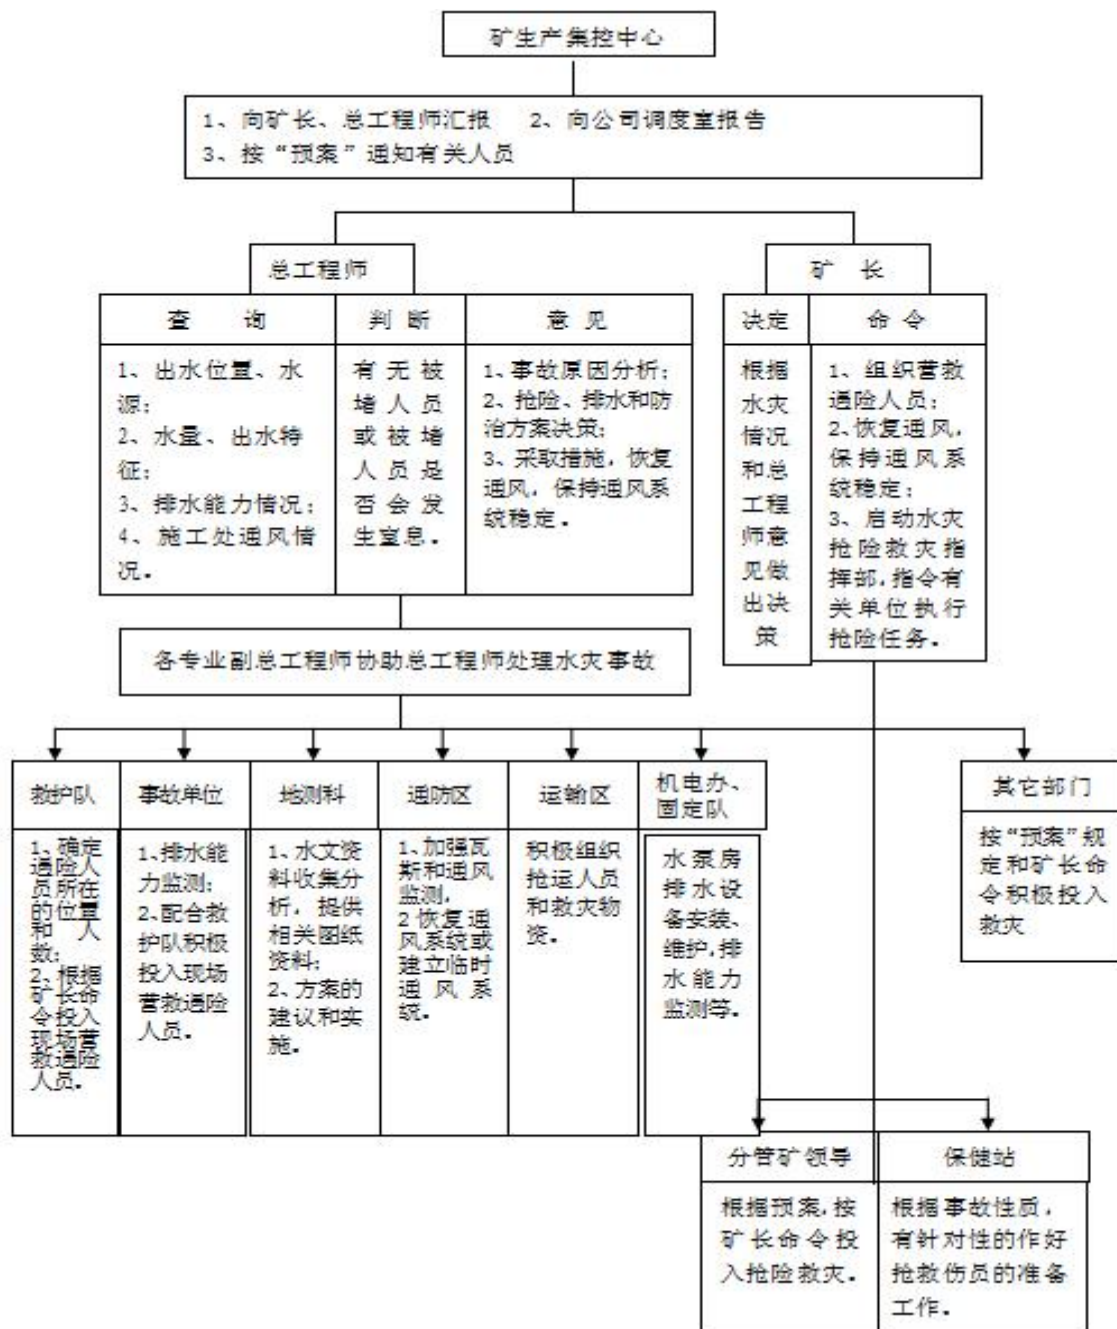 矿生产集控中心
1、向矿长、总工程师汇报 2、向公司调度室报告
3、按“预案”通知有关人员
总工程师
查 询
1、出水位置、水
源；
2、水量、出水特
征；
3、排水能力情况；
4、施工处通风情
况。
判 断
有无被
堵人员
或被堵
人员是
否会发
生窒息。
意 见
1、事故原因分析；
2、抢险、排水和防
治方案决策；
3、采取措施，恢复
通风，保持通风系
统稳定。
矿 长
决定
根据
水灾
情况
和总
工程
师意
见做
出决
策
命 令
1、组织营救
遇险人员；
2、恢复通风，
保持通风系
统稳定；
3、启动水灾
抢险救灾指
挥部，指令有
关单位执行
抢险任务。
各专业副总工程师协助总工程师处理水灾事故
救护队
1、确定
遇险人
员所在
的位置
和 人
数；
2、根据
矿长命
令投入
现场营
救遇险
人员。
事故单位
1、排水能
力监测；
2、配合救
护队积极
投入现场
营救遇险
人员。
地测科
1、水文资
料收集分
析，提供
相关图纸
资料；
2、方案的
建议和实
施。
通防区
1、加强瓦
斯和通风
监测，
2 恢复通
风系统或
建立临时
通风系
统。
运输区
积极组织
抢运人员
和救灾物
资。
机电办、
固定队
水泵房
排水设
备安装、
维护，排
水能力
监测等。
其它部门
按“预案”规
定和矿长命
令积极投入
救灾
分管矿领导
根据预案，按
矿长命令投
入抢险救灾。
保健站
根据事故性质，
有针对性的作好
抢救伤员的准备
工作。